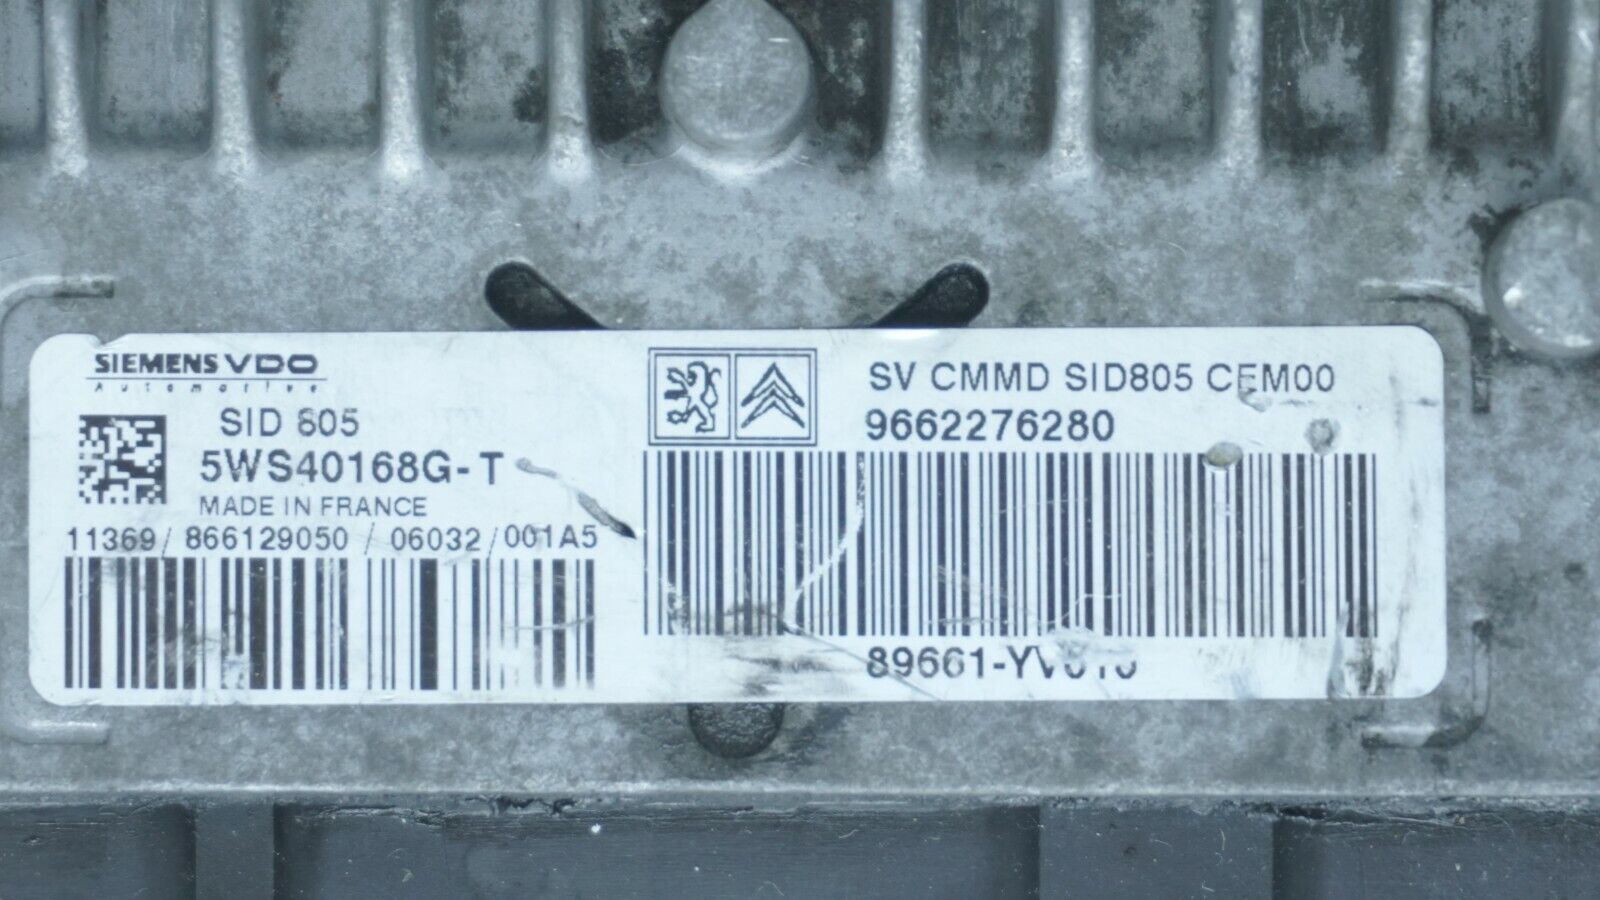 SIEMENS VDO
Automotive
SID 805
5WS40168G-T
MADE IN FRANCE
11369 / 866129050 / 06032 / 001A5
SV CMMD SID805 CEM00
9662276280